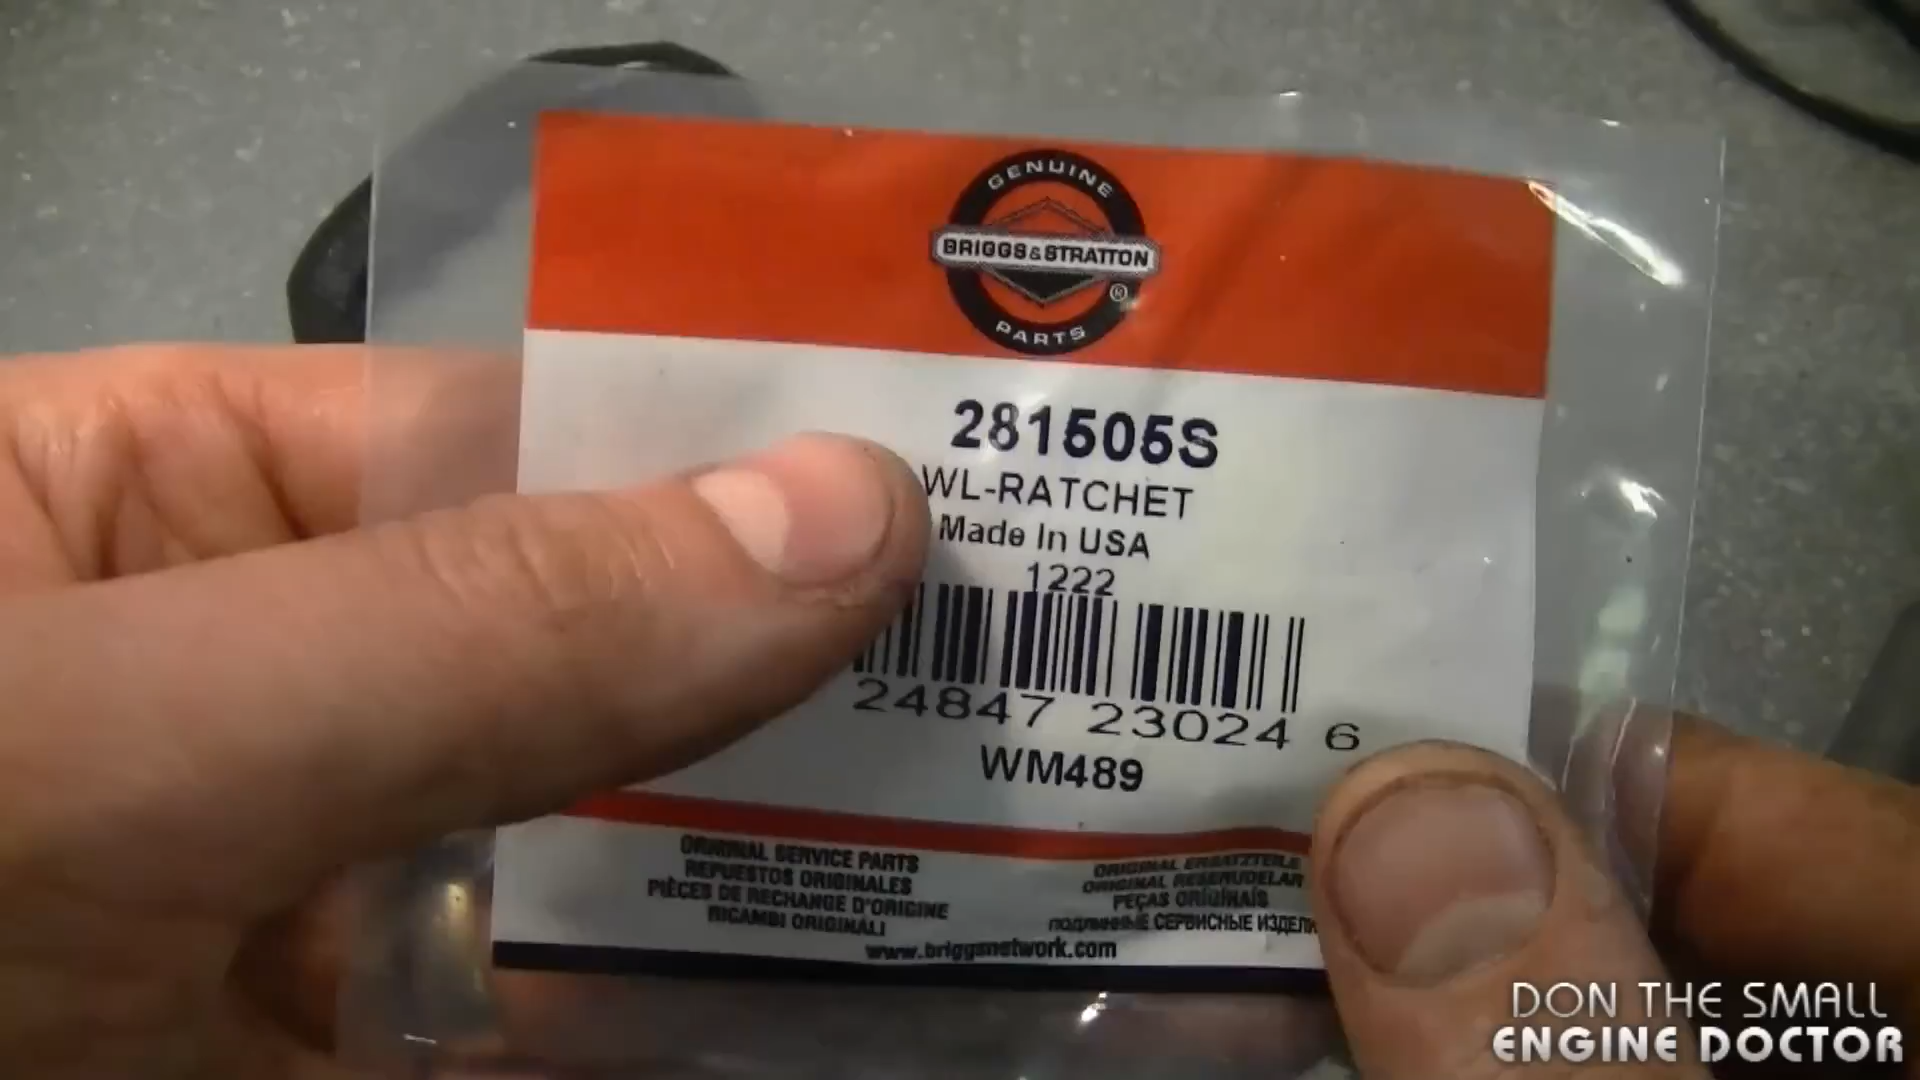 GENUINE
BRIGGS & STRATTON
®
PARTS
281505S
WL-RATCHET
Made In USA
1222
24847 23024 6
WM489
ORIGINAL SERVICE PARTS
REPUESTOS ORIGINALES
PIÈCES DE RECHANGE D'ORIGINE
RICAMBI ORIGINALI
ORIGINAL ERSATZTEILE
ORIGINAL RESERVDELAR
PEÇAS ORIGINAIS
ПОДЛИННЫЕ СЕРВИСНЫЕ ИЗДЕЛИ
www.briggsnetwork.com
DON THE SMALL
ENGINE DOCTOR